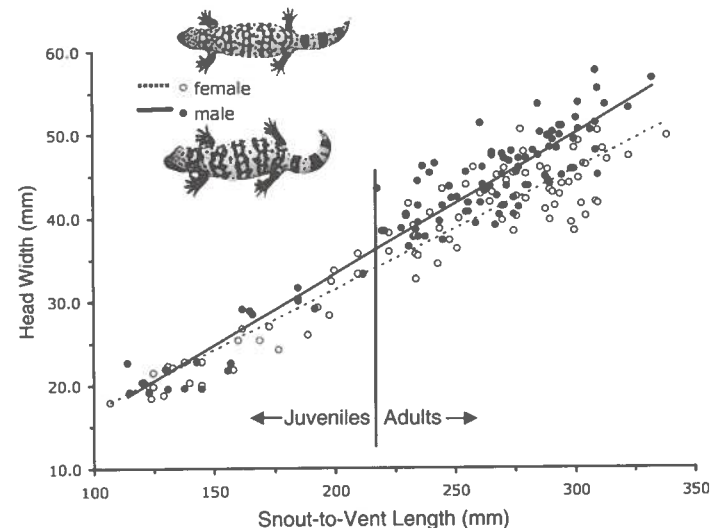 60.0
female
male
50.0
40.0
30.0
20.0
10.0
Head Width (mm)
Juveniles Adults
100 150 200 250 300 350
Snout-to-Vent Length (mm)